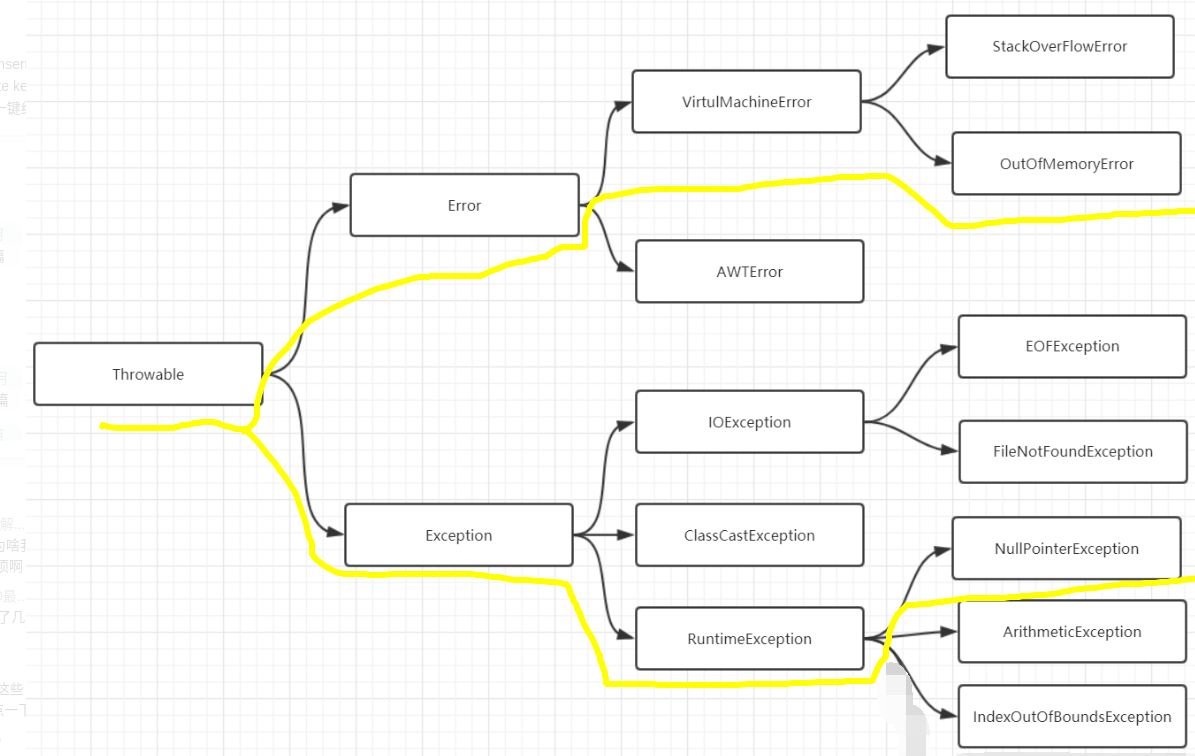 Throwable
Error
VirtulMachineError
StackOverFlowError
OutOfMemoryError
AWTError
Exception
IOException
EOFException
FileNotFoundException
ClassCastException
RuntimeException
NullPointerException
ArithmeticException
IndexOutOfBoundsException